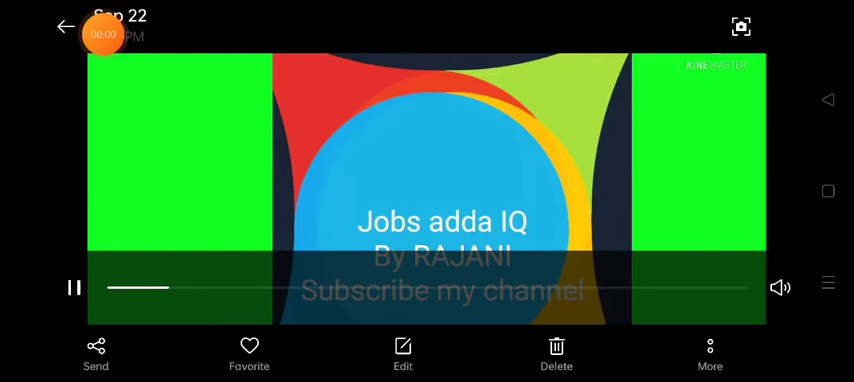 Sep 22
00:00
PM
KINEMASTER
Jobs adda IQ
By RAJANI
Subscribe my channel
Send
Favorite
Edit
Delete
More